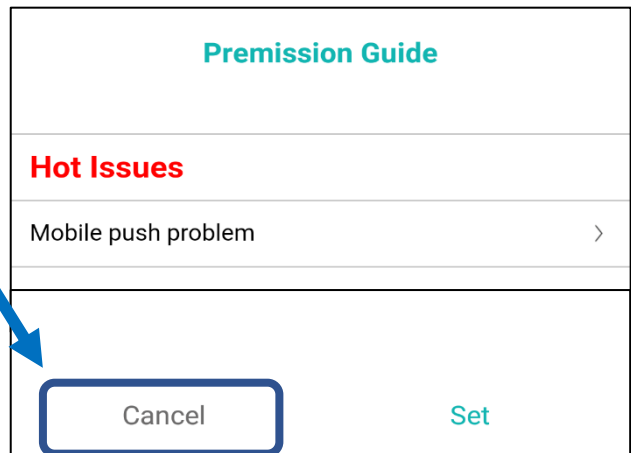 Premission Guide
Hot Issues
Mobile push problem
Cancel
Set